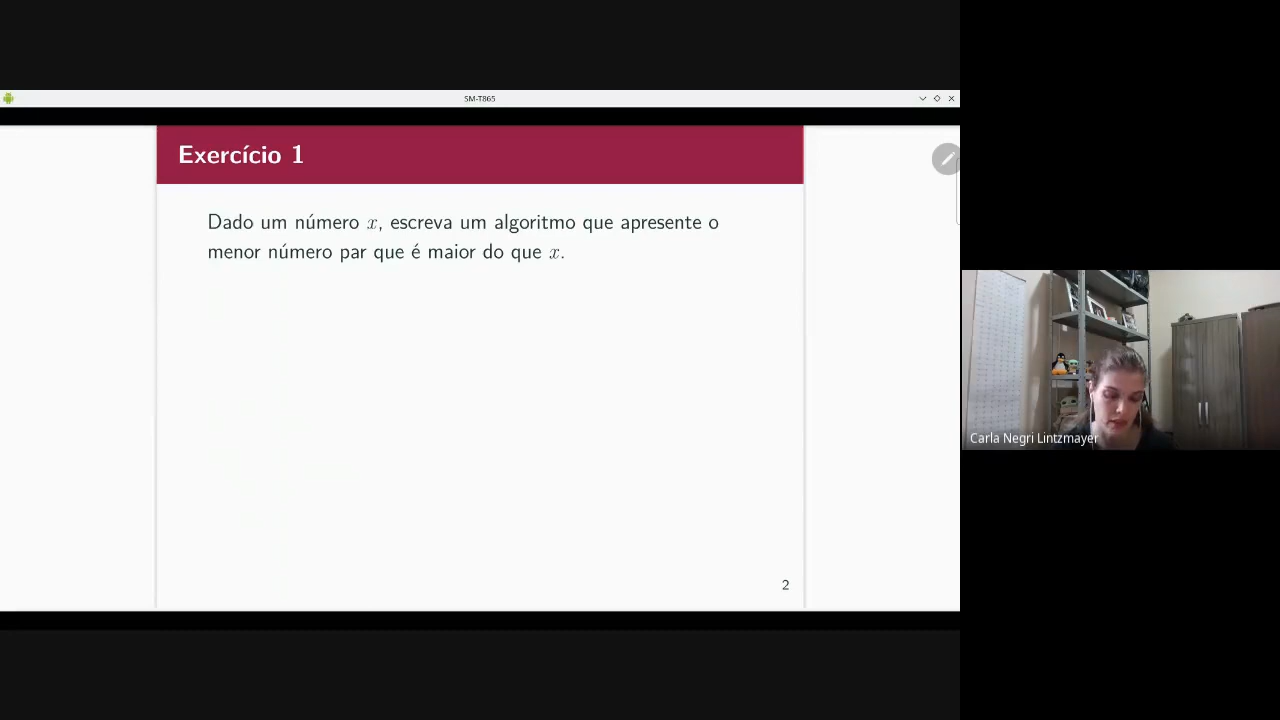 SM-T865
Exercício 1
Dado um número x, escreva um algoritmo que apresente o
menor número par que é maior do que x.
2
Carla Negri Lintzmayer